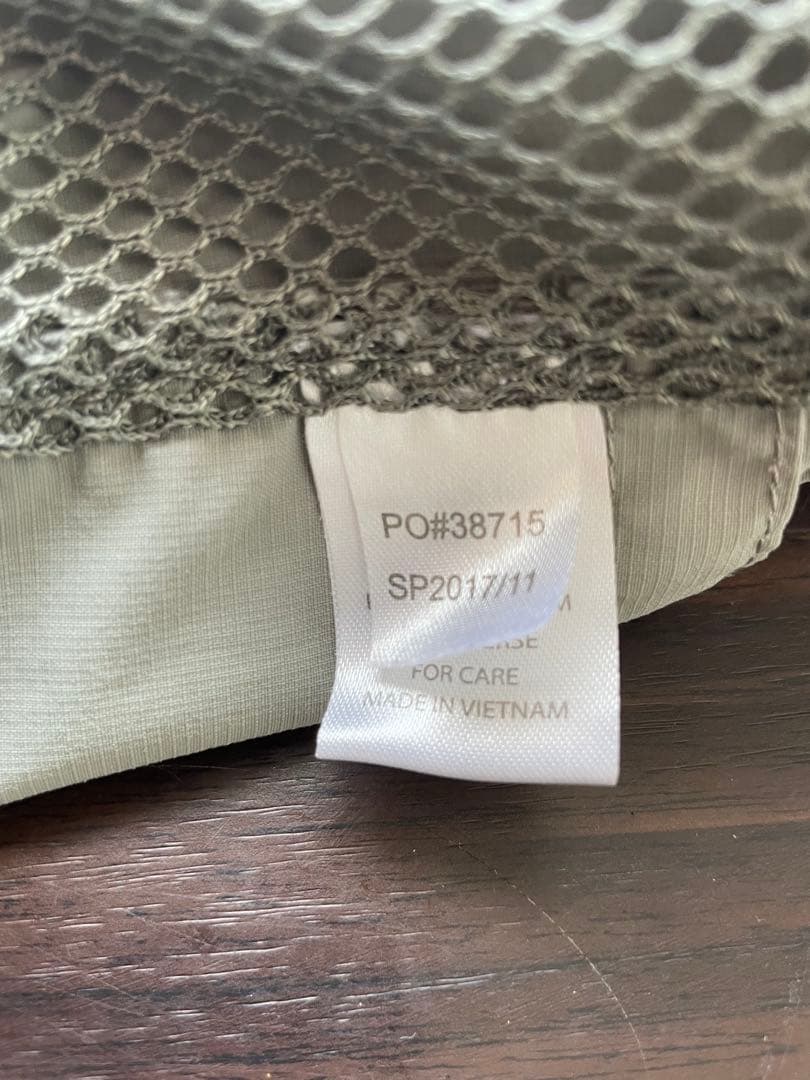 PO#38715
SP2017/11
FOR CARE
MADE IN VIETNAM